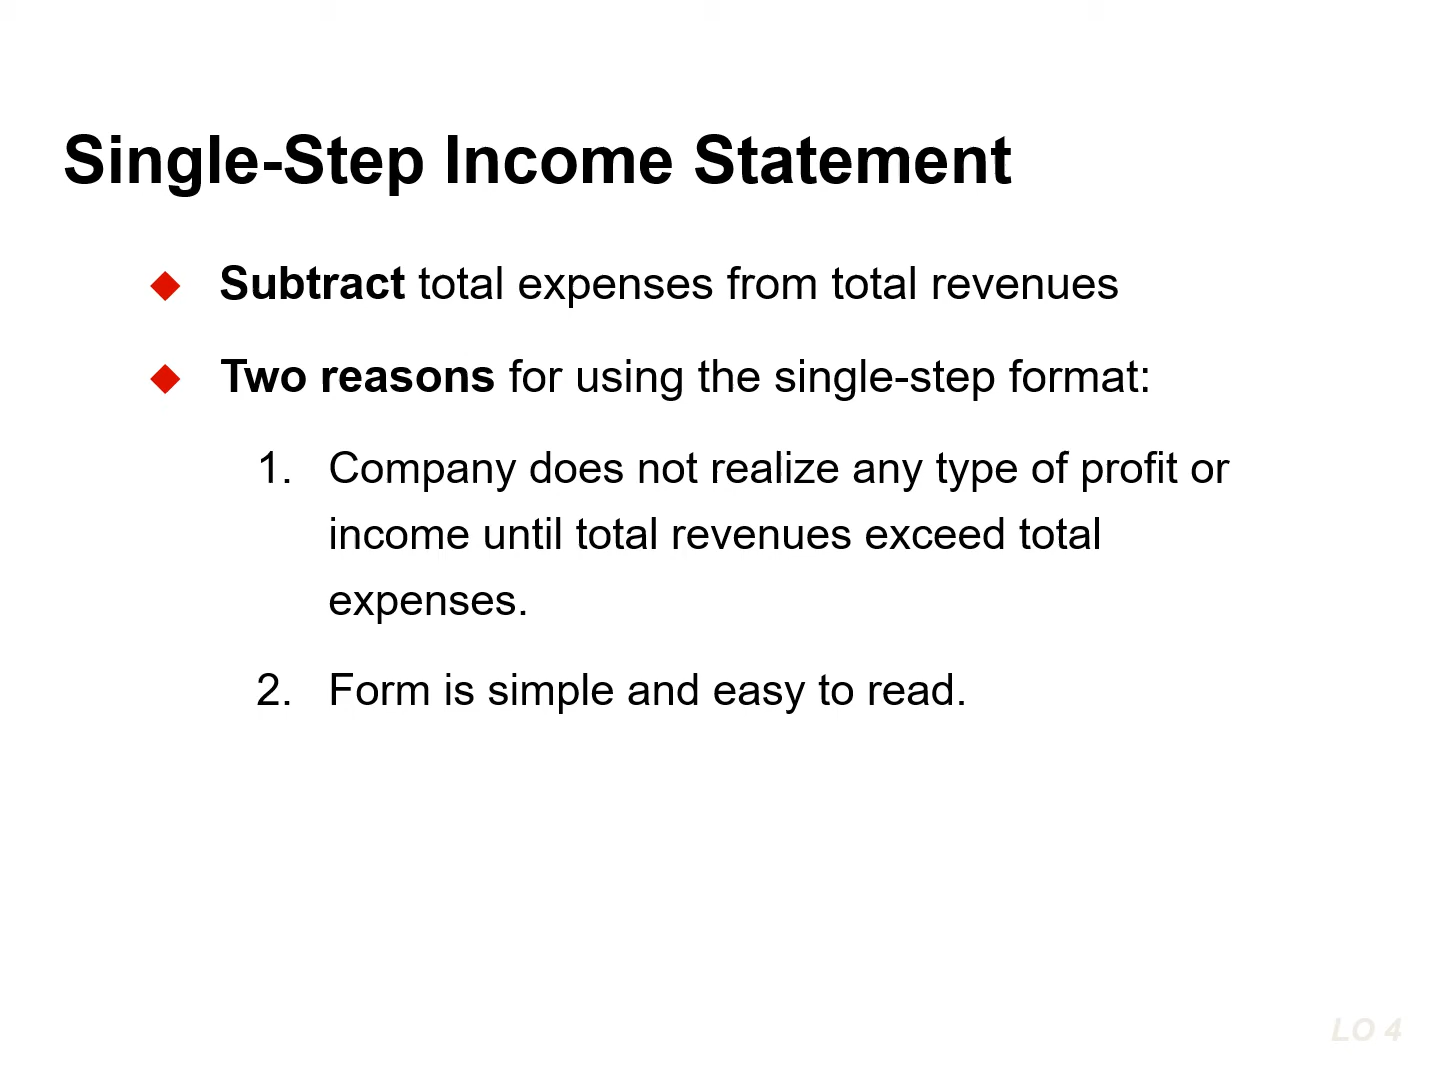 Single-Step Income Statement
◆ Subtract total expenses from total revenues
◆ Two reasons for using the single-step format:
1. Company does not realize any type of profit or
income until total revenues exceed total
expenses.
2. Form is simple and easy to read.
LO 4